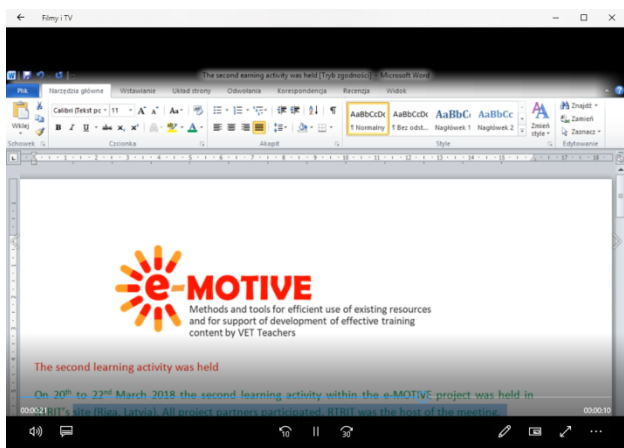 Filmy i TV
The second earning activity was held [Tryb zgodności] - Microsoft Word
Plik Narzędzia główne Wstawianie Układ strony Odwołania Korespondencja Recenzja Widok
Calibri (Tekst pc 11
Wklej
AaBbCcDc AaBbCcDc AaBbC AaBbCc
1 Normalny 1 Bez odst... Nagłówek 1 Nagłówek 2
Zmień style
Znajdź
Zamień
Zaznacz
Schowek Czcionka Akapit Style Edytowanie
e-MOTIVE
Methods and tools for efficient use of existing resources
and for support of development of effective training
content by VET Teachers
The second learning activity was held
On 20th to 22nd March 2018 the second learning activity within the e-MOTIVE project was held in
RTRIT's site (Riga, Latvia). All project partners participated. RTRIT was the host of the meeting.
00:00:21 00:00:10
10 30